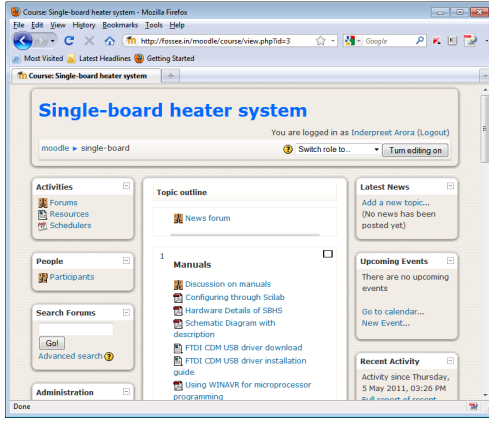 Course: Single-board heater system - Mozilla Firefox
File Edit View History Bookmarks Tools Help
http://fossee.in/moodle/course/view.php?id=3
Google
Most Visited Latest Headlines Getting Started
Course: Single-board heater system
Single-board heater system
You are logged in as Inderpreet Arora (Logout)
moodle ► single-board
Switch role to...
Turn editing on
Activities
Forums
Resources
Schedulers
People
Participants
Search Forums
Go!
Advanced search
Administration
Topic outline
News forum
1
Manuals
Discussion on manuals
Configuring through Scilab
Hardware Details of SBHS
Schematic Diagram with
description
FTDI CDM USB driver download
FTDI CDM USB driver installation
guide
Using WINAVR for microprocessor
programming
Latest News
Add a new topic...
(No news has been
posted yet)
Upcoming Events
There are no upcoming
events
Go to calendar...
New Event...
Recent Activity
Activity since Thursday,
5 May 2011, 03:26 PM
Full report of recent
Done